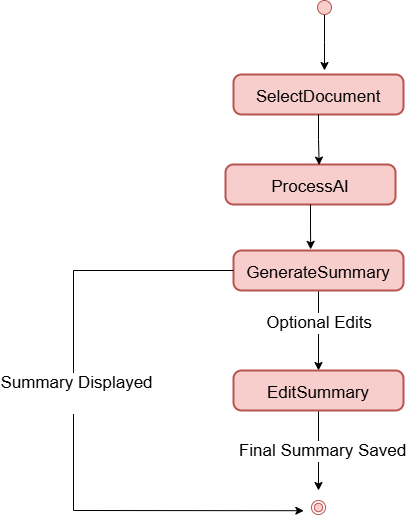 SelectDocument
ProcessAI
GenerateSummary
Optional Edits
Summary Displayed
EditSummary
Final Summary Saved